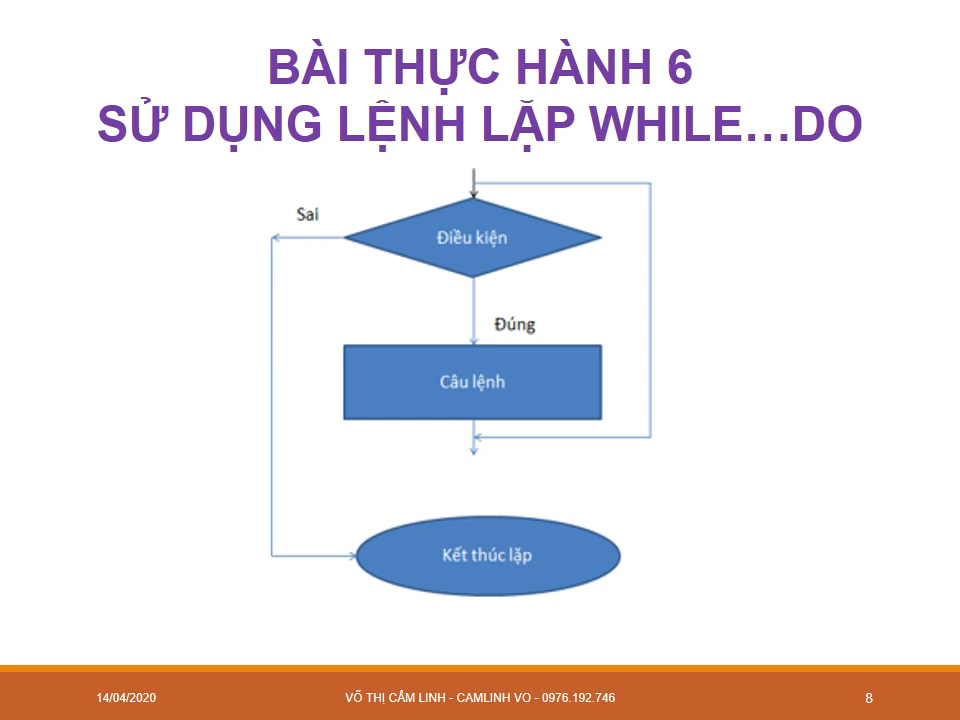 BÀI THỰC HÀNH 6
SỬ DỤNG LỆNH LẶP WHILE...DO
Sai
Điều kiện
Đúng
Câu lệnh
Kết thúc lặp
14/04/2020
VÕ THỊ CẨM LINH - CAMLINH VO - 0976.192.746
8